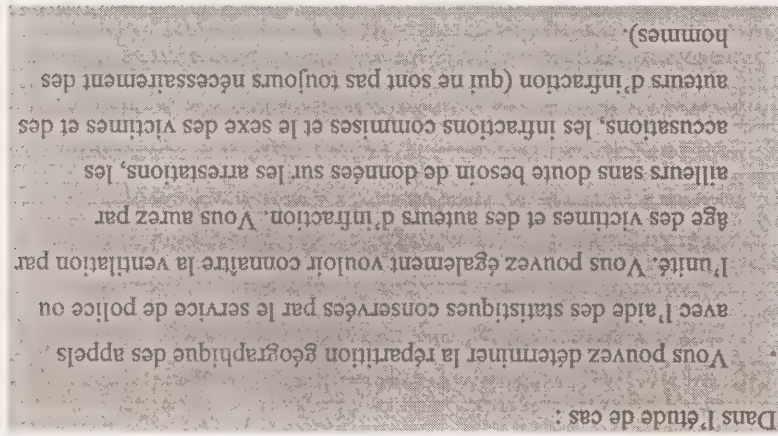 Dans l'étude de cas :
• Vous pouvez déterminer la répartition géographique des appels
avec l'aide des statistiques conservées par le service de police ou
l'unité. Vous pouvez également vouloir connaître la ventilation par
âge des victimes et des auteurs d'infraction. Vous aurez par
ailleurs sans doute besoin de données sur les arrestations, les
accusations, les infractions commises et le sexe des victimes et des
auteurs d'infraction (qui ne sont pas toujours nécessairement des
hommes).